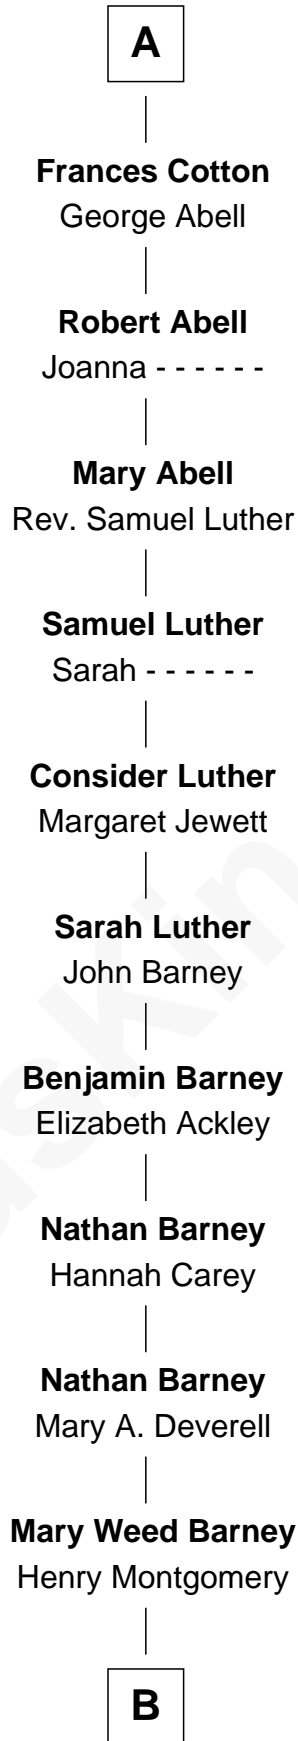 A
Frances Cotton
George Abell
Robert Abell
Joanna - - - - - -
Mary Abell
Rev. Samuel Luther
Samuel Luther
Sarah - - - - - -
Consider Luther
Margaret Jewett
Sarah Luther
John Barney
Benjamin Barney
Elizabeth Ackley
Nathan Barney
Hannah Carey
Nathan Barney
Mary A. Deverell
Mary Weed Barney
Henry Montgomery
B